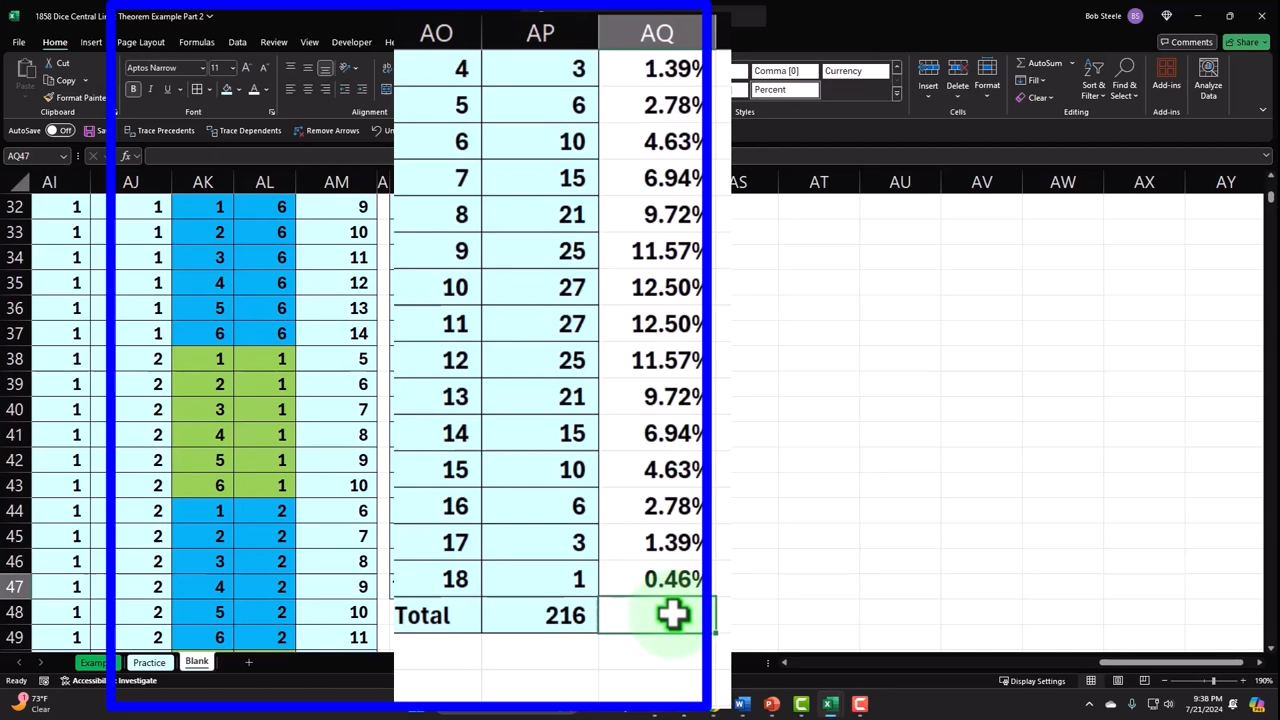 1858 Dice Central Lim Theorem Example Part 2
Bob Steele BS
File Home Insert Page Layout Formulas Data Review View Developer
Comments Share
Cut
Copy
Format Painte
Clipboard
Aptos Narrow 11
Font
Alignment
Comma [0] Currency
Percent
Insert Delete Format
Cells
AutoSum
Fill
Clear
Sort & Filter
Find & Select
Editing
Add-ins
Add-ins
Analyze Data
AutoSave Off Trace Precedents Trace Dependents Remove Arrows
AQ47 fx
AI AJ AK AL AM AO AP AQ AS AT AU AV AW AX AY
32 1 1 1 6 9
33 1 1 2 6 10
34 1 1 3 6 11
35 1 1 4 6 12
36 1 1 5 6 13
37 1 1 6 6 14
38 1 2 1 1 5
39 1 2 2 1 6
40 1 2 3 1 7
41 1 2 4 1 8
42 1 2 5 1 9
43 1 2 6 1 10
44 1 2 1 2 6
45 1 2 2 2 7
46 1 2 3 2 8
47 1 2 4 2 9
48 1 2 5 2 10
49 1 2 6 2 11
4 3 1.39%
5 6 2.78%
6 10 4.63%
7 15 6.94%
8 21 9.72%
9 25 11.57%
10 27 12.50%
11 27 12.50%
12 25 11.57%
13 21 9.72%
14 15 6.94%
15 10 4.63%
16 6 2.78%
17 3 1.39%
18 1 0.46%
Total 216
Practice Blank
Ready Accessibility: Investigate
Display Settings 190%
73°F
Clear
9:38 PM
7/21/2024